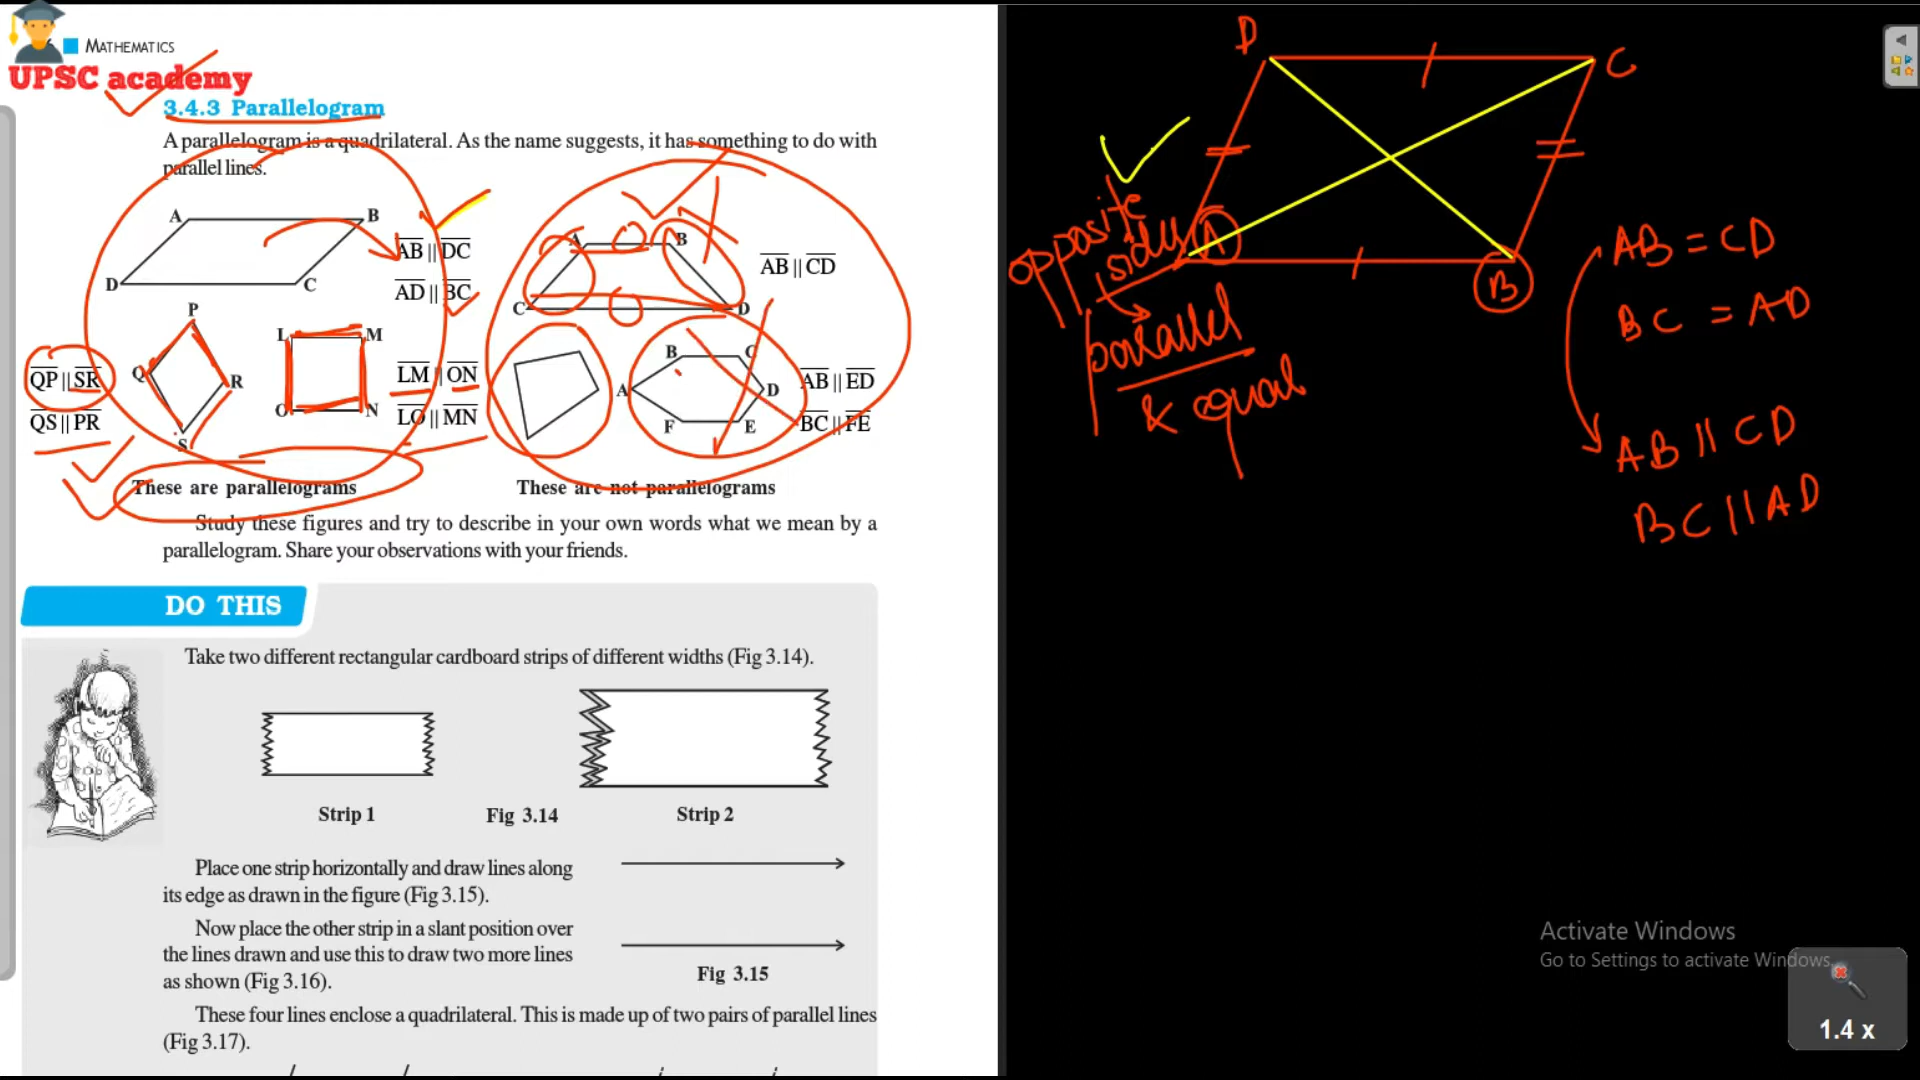 MATHEMATICS
UPSC academy
3.4.3 Parallelogram
A parallelogram is a quadrilateral. As the name suggests, it has something to do with
parallel lines.
A B
D C
AB || DC
AD || BC
P
Q R
S
QP || SR
QS || PR
L M
O N
LM || ON
LO || MN
A B
C D
AB || CD
B C
A D
F E
AB || ED
BC || FE
These are parallelograms
These are not parallelograms
Study these figures and try to describe in your own words what we mean by a
parallelogram. Share your observations with your friends.
DO THIS
Take two different rectangular cardboard strips of different widths (Fig 3.14).
Strip 1 Fig 3.14 Strip 2
Place one strip horizontally and draw lines along
its edge as drawn in the figure (Fig 3.15).
Now place the other strip in a slant position over
the lines drawn and use this to draw two more lines
as shown (Fig 3.16).
Fig 3.15
These four lines enclose a quadrilateral. This is made up of two pairs of parallel lines
(Fig 3.17).
D C
A B
opposite
sides
parallel
& equal
AB = CD
BC = AD
AB || CD
BC || AD
Activate Windows
Go to Settings to activate Windows.
1.4 x